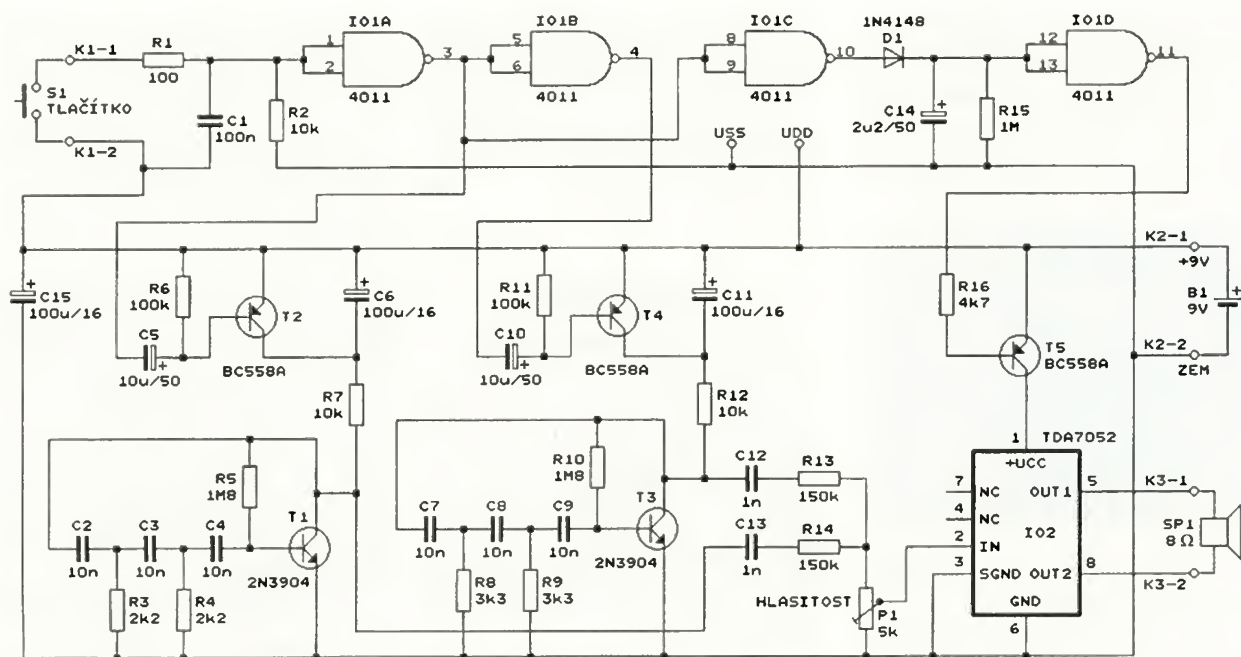 K1-1
S1
TLAČÍTKO
K1-2
R1
100
C1
100n
R2
10k
IO1A
1
2
3
4011
IO1B
5
6
4
4011
IO1C
8
9
10
4011
1N4148
D1
C14
+
2u2/50
R15
1M
IO1D
12
13
11
4011
USS
UDD
C15
+
100u/16
R6
100k
C5
+
10u/50
T2
BC558A
C6
+
100u/16
R7
10k
R11
100k
C10
+
10u/50
T4
BC558A
C11
+
100u/16
R12
10k
R16
4k7
T5
BC558A
K2-1
+9V
B1
9V
+
K2-2
ZEM
C2
10n
C3
10n
C4
10n
R3
2k2
R4
2k2
R5
1M8
T1
2N3904
C7
10n
C8
10n
C9
10n
R8
3k3
R9
3k3
R10
1M8
T3
2N3904
C12
1n
R13
150k
C13
1n
R14
150k
HLASITOST
P1
5k
1
TDA7052
+UCC
7
NC
4
NC
2
IN
3
SGND
OUT1
5
IO2
OUT2
8
GND
6
K3-1
SP1
8Ω
K3-2